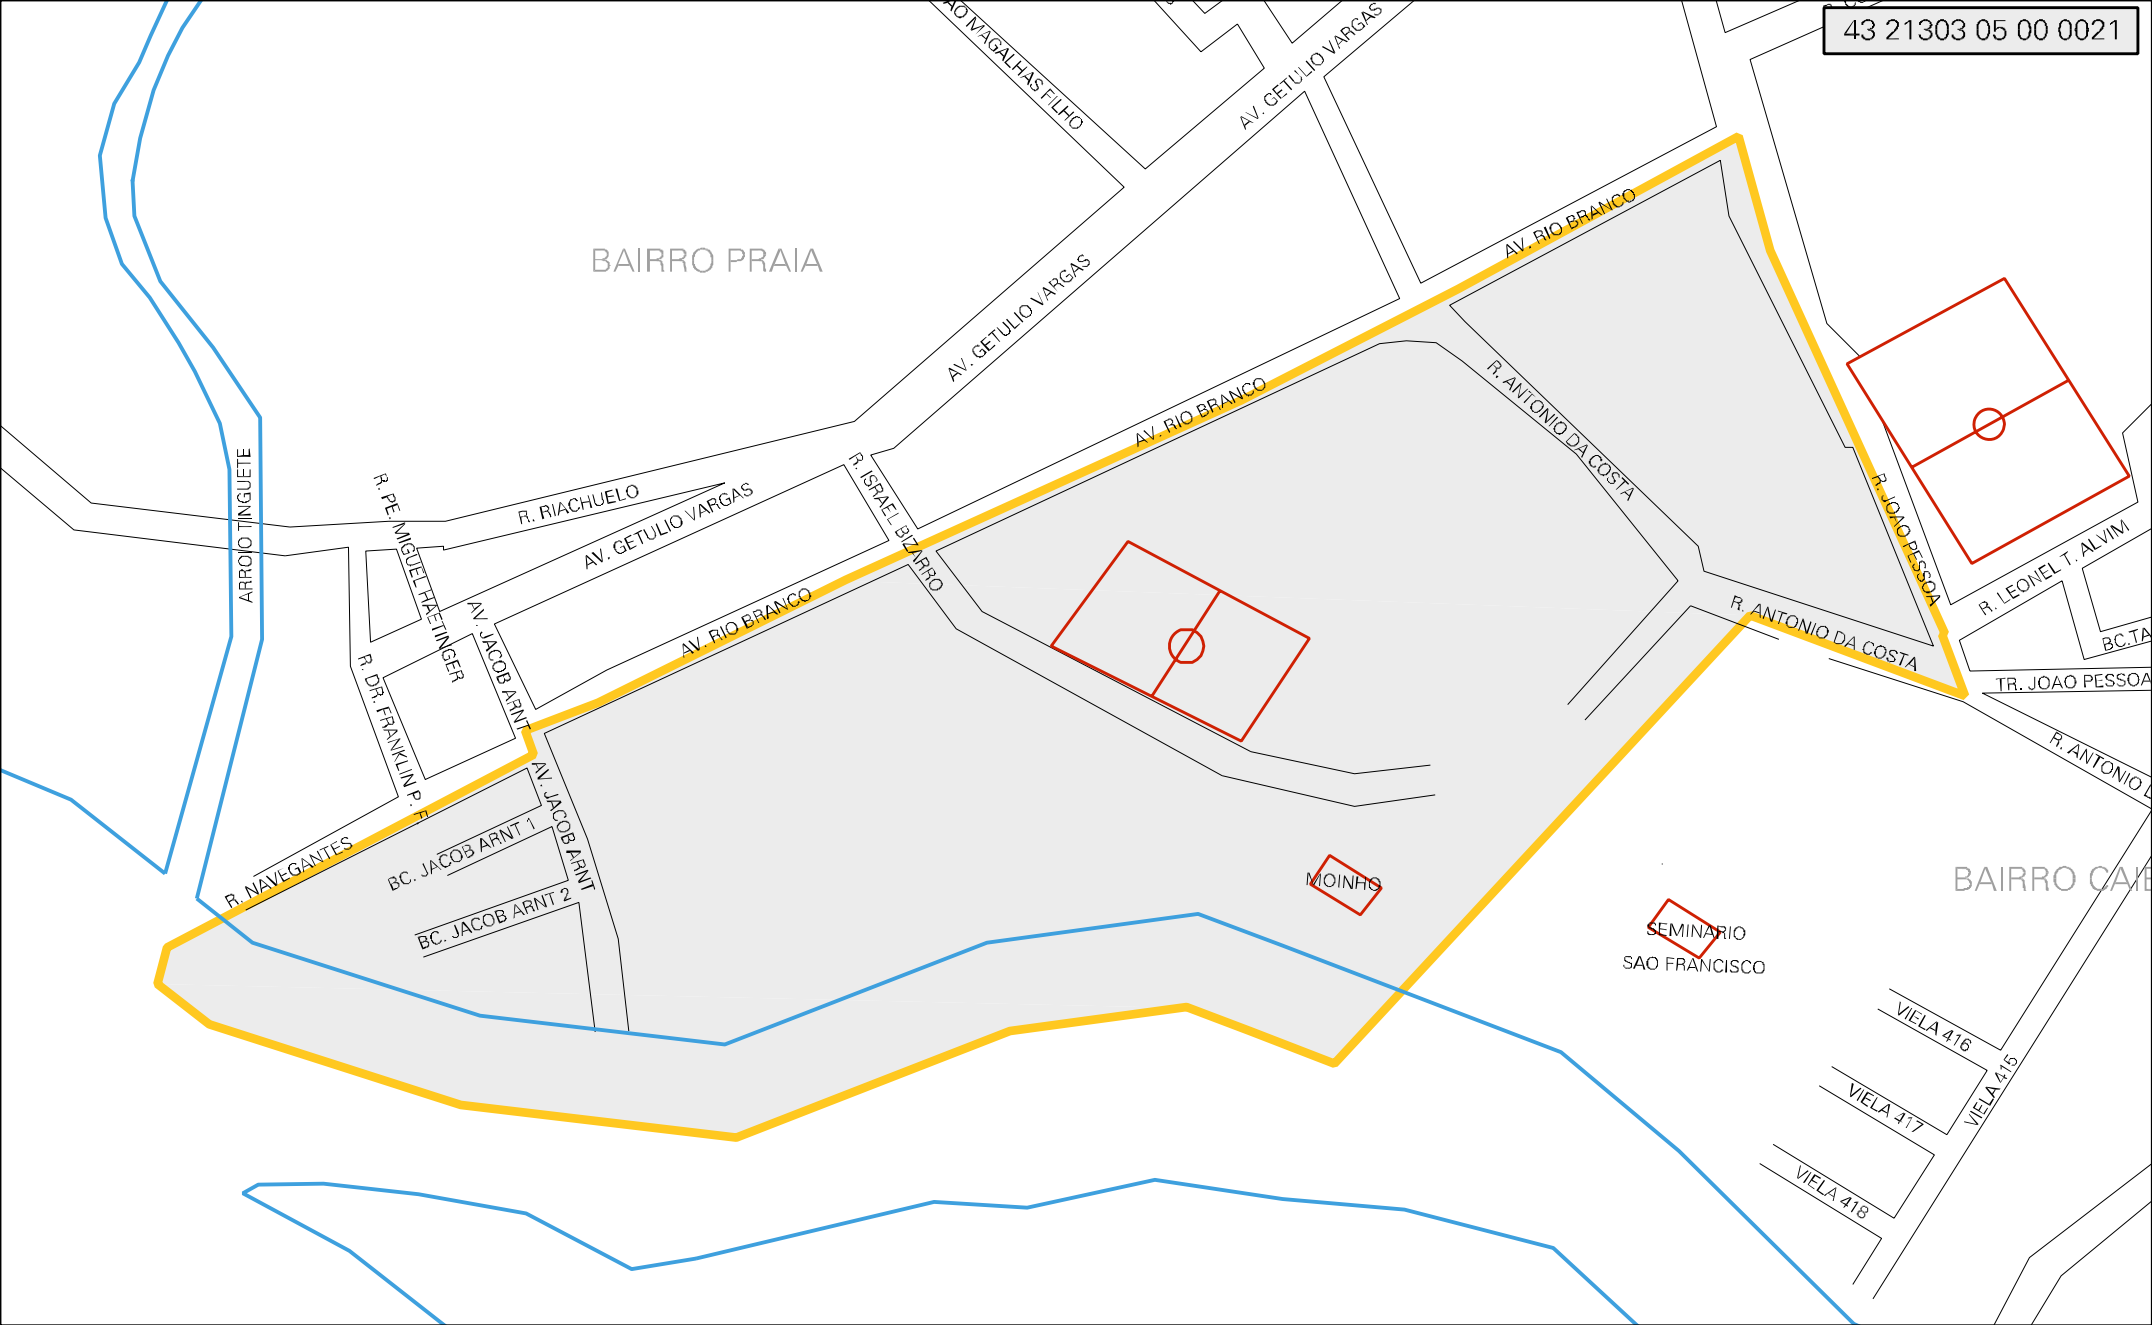 43 21303 05 00 0021
AO MAGALHAS FILHO
AV. GETULIO VARGAS
AV. RIO BRANCO
BAIRRO PRAIA
AV. GETULIO VARGAS
AV. RIO BRANCO
R. ANTONIO DA COSTA
R. ISRAEL BIZARRO
R. JOAO PESSOA
R. PE. MIGUEL HAETINGER
R. RIACHUELO
AV. GETULIO VARGAS
ARROIO TINGUETE
R. LEONEL T. ALVIM
AV. RIO BRANCO
AV. JACOB ARNT
R. ANTONIO DA COSTA
BC.TA
R. DR. FRANKLIN P. F.
TR. JOAO PESSOA
R. ANTONIO D
AV. JACOB ARNT
BC. JACOB ARNT 1
R. NAVEGANTES
BC. JACOB ARNT 2
MOINHO
BAIRRO CAIE
SEMINARIO
SAO FRANCISCO
VIELA 416
VIELA 415
VIELA 417
VIELA 418